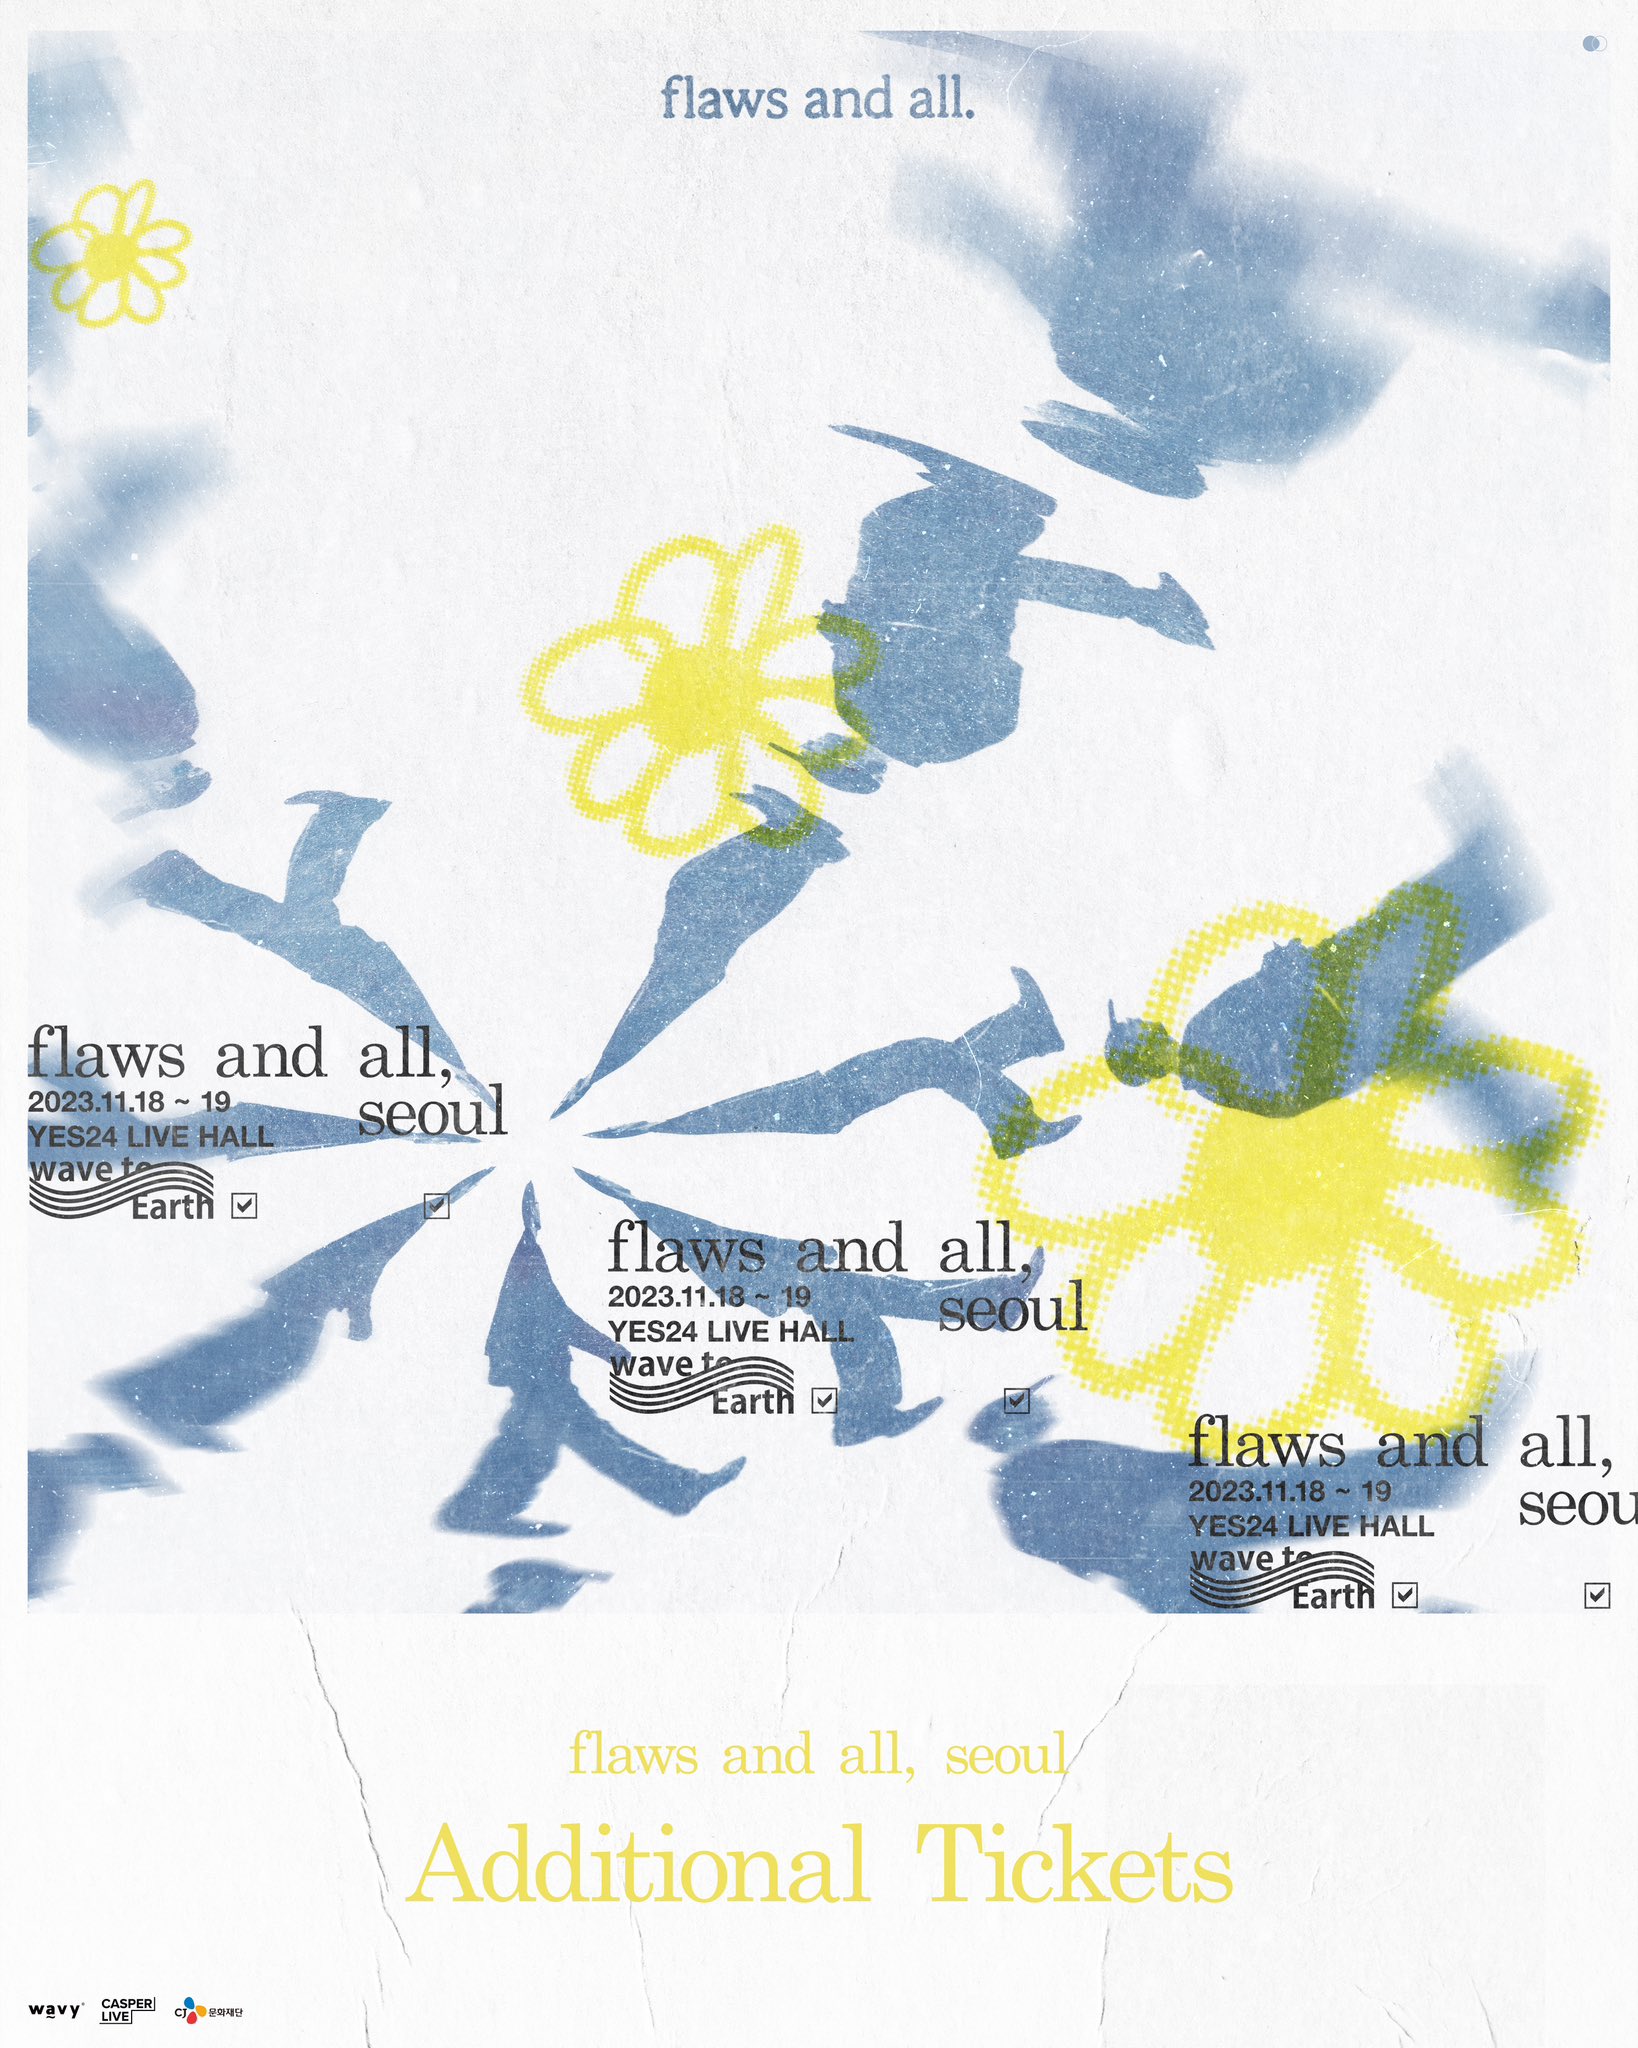 flaws and all.
flaws and all,
seoul
2023.11.18 ~ 19
YES24 LIVE HALL
wave to
Earth
flaws and all,
seoul
2023.11.18 ~ 19
YES24 LIVE HALL
wave to
Earth
flaws and all,
seou
2023.11.18 ~ 19
YES24 LIVE HALL
wave to
Earth
flaws and all, seoul
Additional Tickets
wavy
CASPER
LIVE
CJ 문화재단